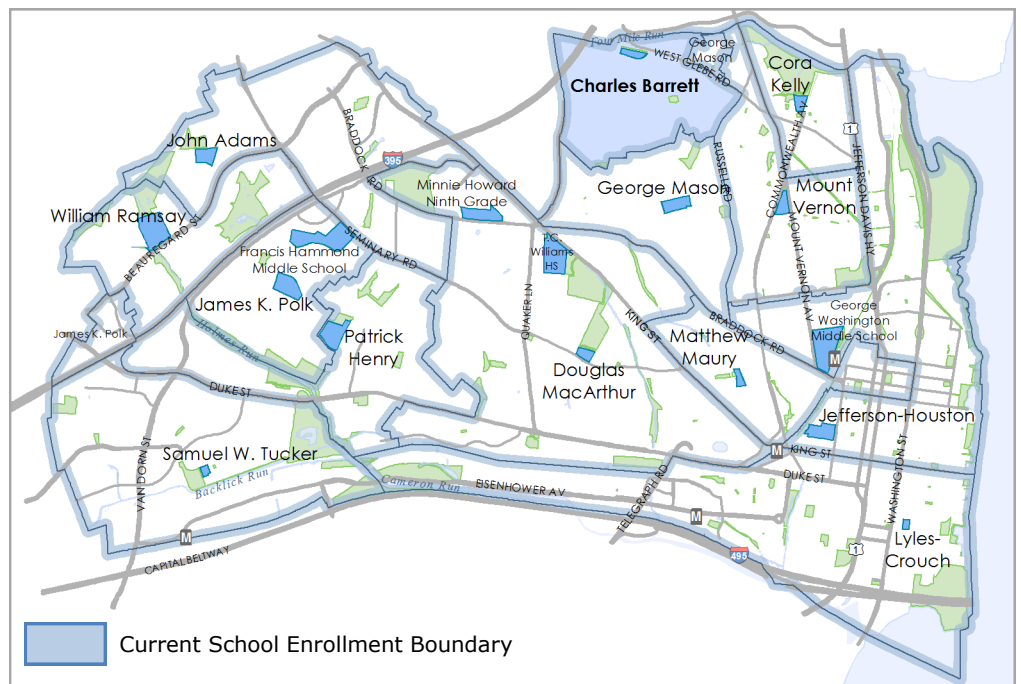 Four Mile Run
WEST GLEBE RD
George
Mason
Cora
Kelly
Charles Barrett
COMMONWEALTH AV
1
JEFFERSON DAVIS HY
John Adams
BRADDOCK RD
395
Minnie Howard
Ninth Grade
George Mason
RUSSELL RD
COMMONWEALTH AV
Mount
Vernon
William Ramsay
BEAUREGARD ST
Francis Hammond
Middle School
SEMINARY RD
T.C.
Williams
HS
MOUNT VERNON AV
James K. Polk
James K. Polk
Holmes Run
Patrick
Henry
QUAKER LN
KING ST
BRADDOCK RD
Matthew
Maury
George
Washington
Middle School
M
Douglas
MacArthur
DUKE ST
Jefferson-Houston
Samuel W. Tucker
VAN DORN ST
Backlick Run
Cameron Run
EISENHOWER AV
TELEGRAPH RD
M
KING ST
DUKE ST
WASHINGTON ST
M
M
CAPITAL BELTWAY
495
1
Lyles-
Crouch
Current School Enrollment Boundary